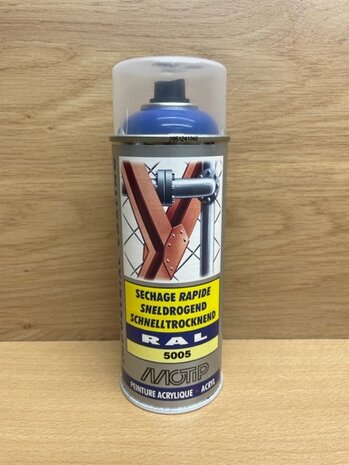 SECHAGE RAPIDE
SNELDROGEND
SCHNELLTROCKNEND
RAL
5005
MOTIP
PEINTURE ACRYLIQUE - ACRYL